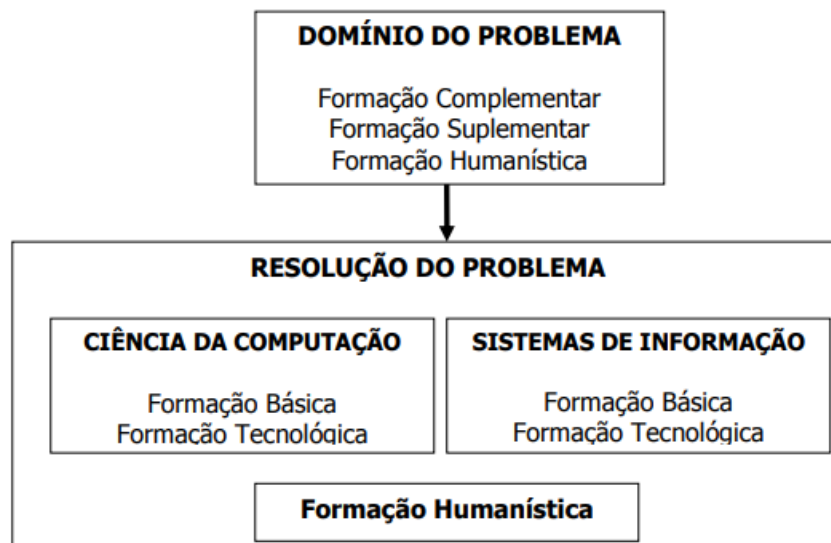 DOMÍNIO DO PROBLEMA
Formação Complementar
Formação Suplementar
Formação Humanística
RESOLUÇÃO DO PROBLEMA
CIÊNCIA DA COMPUTAÇÃO
Formação Básica
Formação Tecnológica
SISTEMAS DE INFORMAÇÃO
Formação Básica
Formação Tecnológica
Formação Humanística